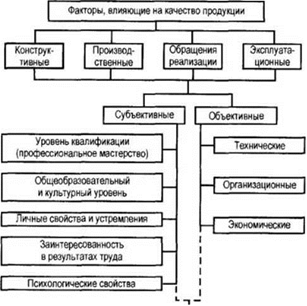 Факторы, влияющие на качество продукции
Конструк-
тивные
Производ-
ственные
Обращения
реализации
Эксплуата-
ционные
Субъективные
Объективные
Уровень квалификации
(профессиональное мастерство)
Общеобразовательный
и культурный уровень
Личные свойства и устремления
Заинтересованность
в результатах труда
Психологические свойства
Технические
Организационные
Экономические